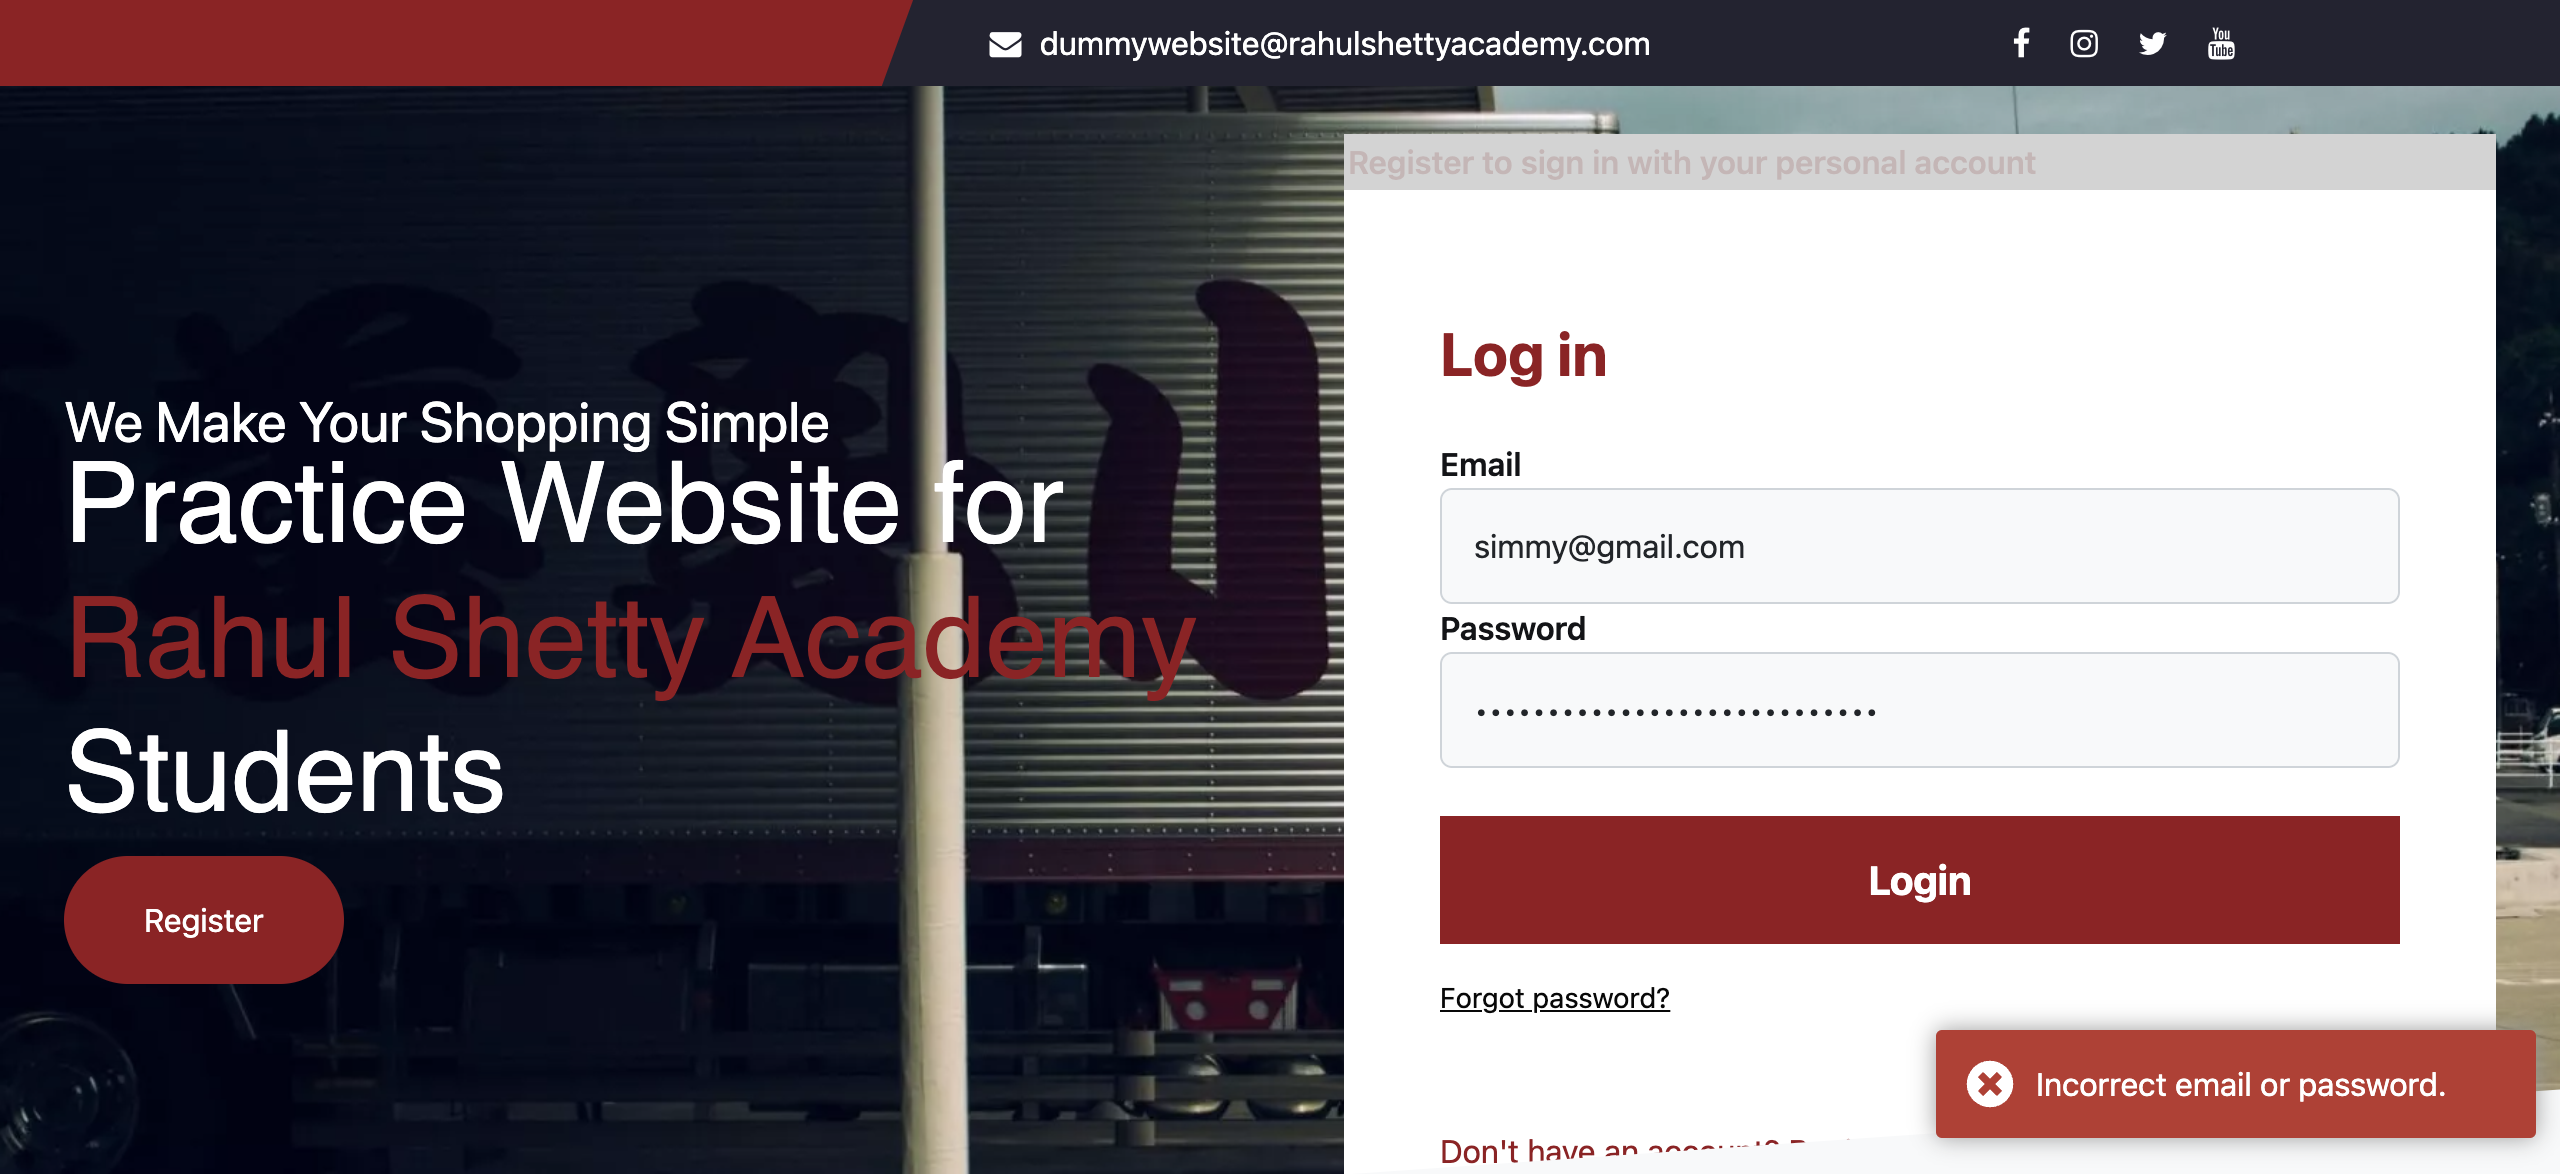 dummywebsite@rahulshettyacademy.com
You
Tube
We Make Your Shopping Simple
Practice Website for
Rahul Shetty Academy
Students
Register
Register to sign in with your personal account
Log in
Email
simmy@gmail.com
Password
Login
Forgot password?
Incorrect email or password.
Don't have an account?